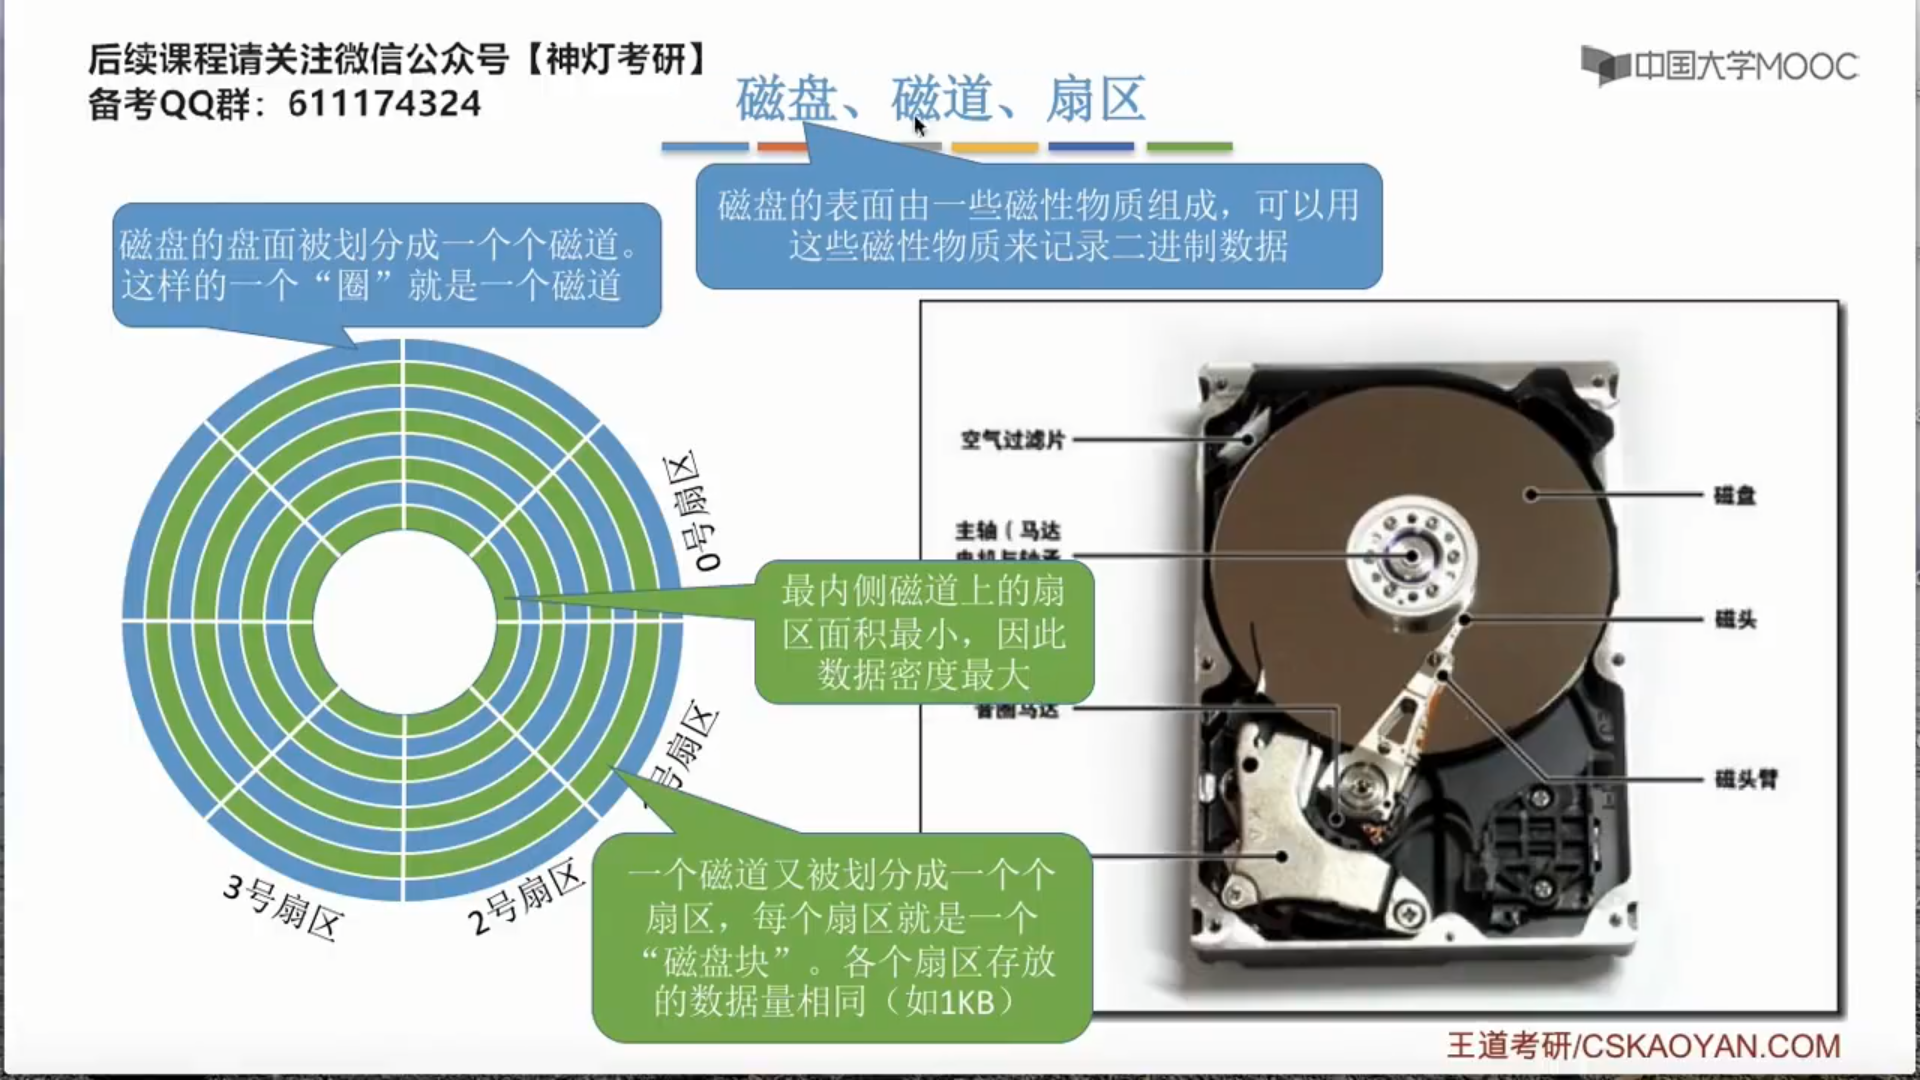 后续课程请关注微信公众号【神灯考研】
备考QQ群：611174324
中国大学MOOC
磁盘、磁道、扇区
磁盘的表面由一些磁性物质组成，可以用
这些磁性物质来记录二进制数据
磁盘的盘面被划分成一个个磁道。
这样的一个“圈”就是一个磁道
0号扇区
号扇区
2号扇区
3号扇区
最内侧磁道上的扇
区面积最小，因此
数据密度最大
一个磁道又被划分成一个个
扇区，每个扇区就是一个
“磁盘块”。各个扇区存放
的数据量相同（如1KB）
空气过滤片
主轴（马达
电机与轴承
音圈马达
磁盘
磁头
磁头臂
王道考研/CSKAOYAN.COM